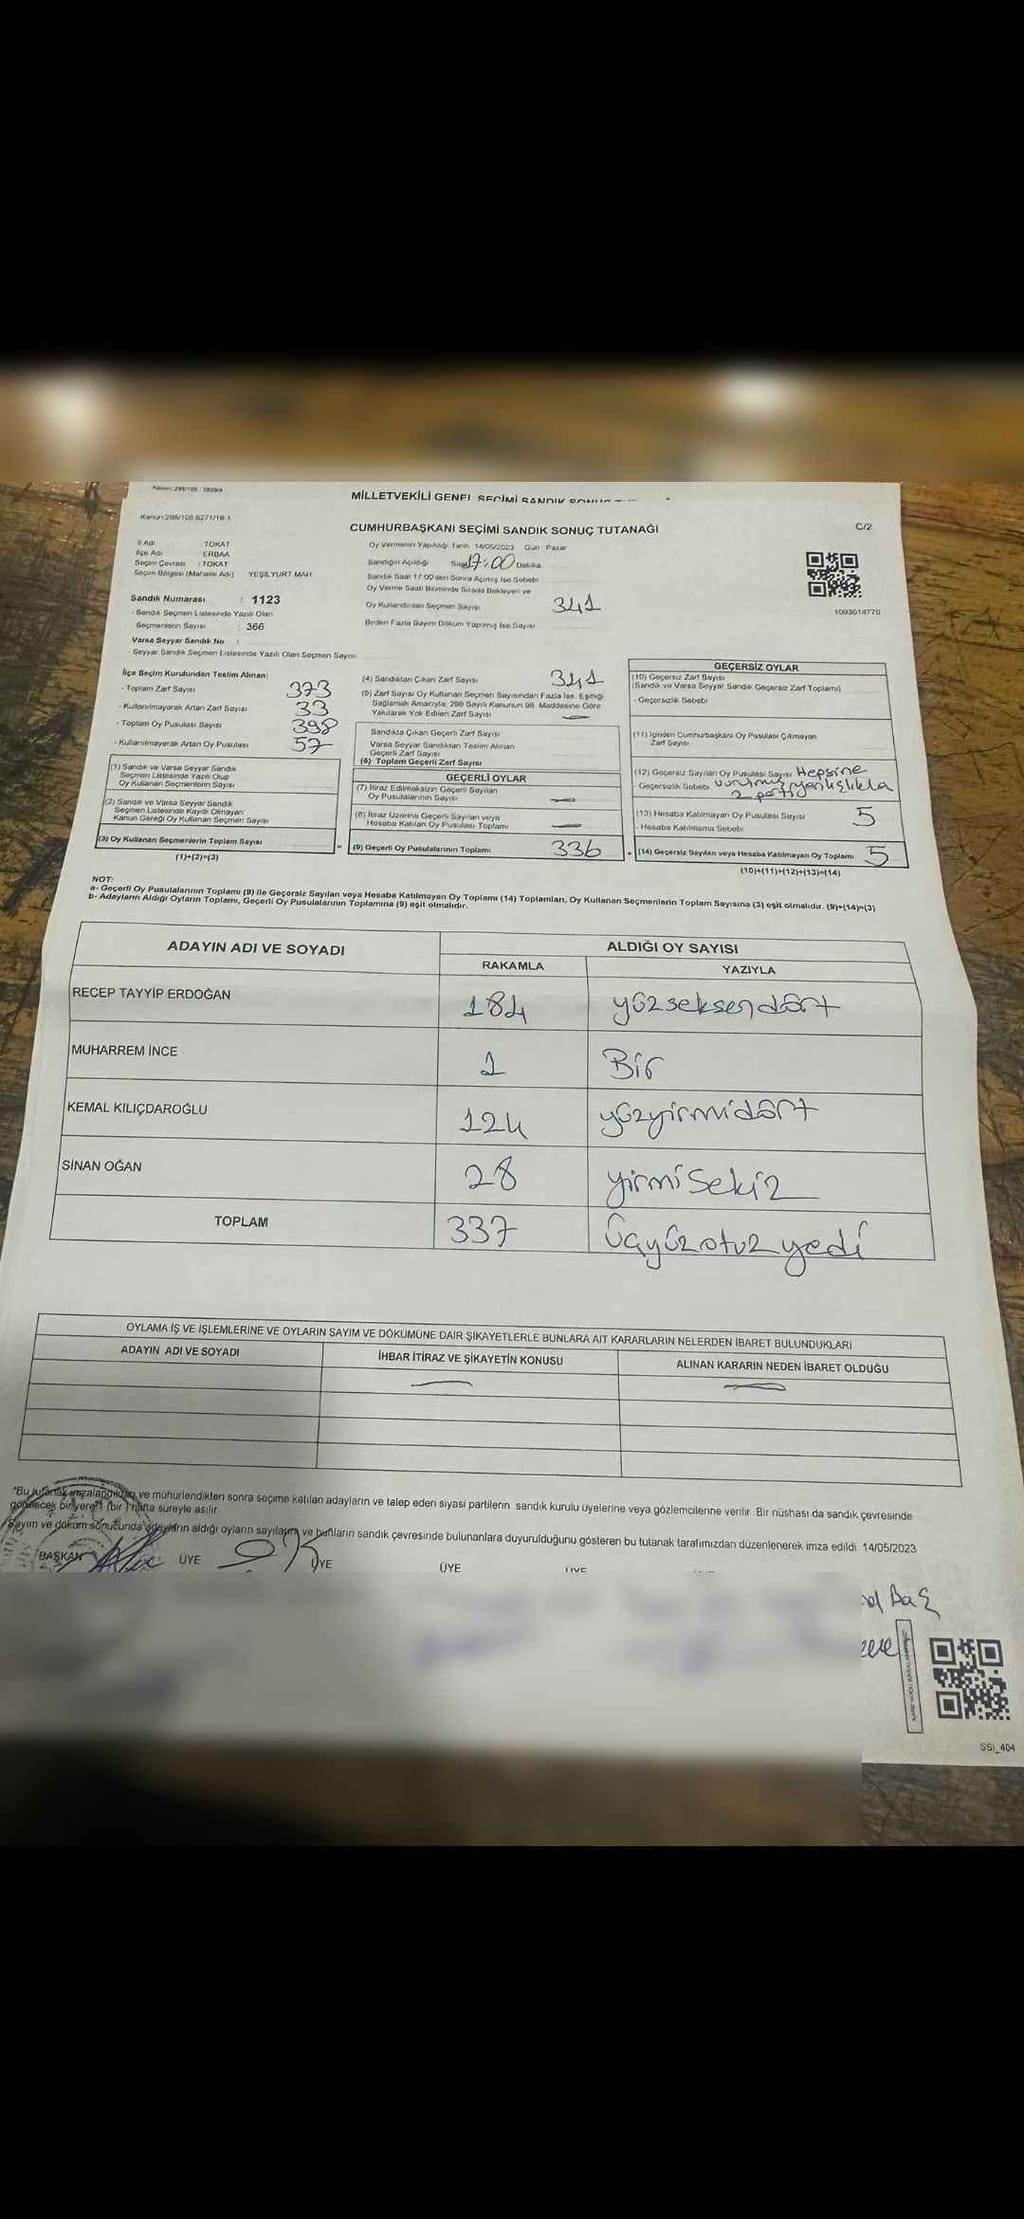 Kanun: 298/105 : 2839/4
MİLLETVEKİLİ GENEL SEÇİMİ SANDIK SONUÇ
Kanun:298/105.6271/18-1
CUMHURBAŞKANI SEÇİMİ SANDIK SONUÇ TUTANAĞI
C/2
İl Adı : TOKAT
İlçe Adı : ERBAA
Seçim Çevresi : TOKAT
Seçim Bölgesi (Mahalle Adı) YEŞİLYURT MAH
Sandık Numarası : 1123
- Sandık Seçmen Listesinde Yazılı Olan
Seçmenlerin Sayısı : 366
Varsa Seyyar Sandık No :
- Seyyar Sandık Seçmen Listesinde Yazılı Olan Seçmen Sayısı
Oy Vermenin Yapıldığı Tarih 14/05/2023 Gün : Pazar
Sandığın Açıldığı Saat 17:00 Dakika
Sandık Saat 17.00'den Sonra Açılmış İse Sebebi
Oy Verme Saati Bitiminde Sırada Bekleyen ve
Oy Kullandırılan Seçmen Sayısı 341
Birden Fazla Sayım Döküm Yapılmış İse Sayısı
1093614770
İlçe Seçim Kurulundan Teslim Alınan;
- Toplam Zarf Sayısı 373
- Kullanılmayarak Artan Zarf Sayısı 33
- Toplam Oy Pusulası Sayısı 398
- Kullanılmayarak Artan Oy Pusulası 57
(1) Sandık ve Varsa Seyyar Sandık
Seçmen Listesinde Yazılı Olup
Oy Kullanan Seçmenlerin Sayısı
(2) Sandık ve Varsa Seyyar Sandık
Seçmen Listesinde Kayıtlı Olmayan
Kanun Gereği Oy Kullanan Seçmen Sayısı
(3) Oy Kullanan Seçmenlerin Toplam Sayısı
(1)+(2)=(3)
(4) Sandıktan Çıkan Zarf Sayısı 341
(5) Zarf Sayısı Oy Kullanan Seçmen Sayısından Fazla İse, Eşitliği
Sağlamak Amacıyla, 298 Sayılı Kanunun 98. Maddesine Göre
Yakılarak Yok Edilen Zarf Sayısı —
Sandıkta Çıkan Geçerli Zarf Sayısı
Varsa Seyyar Sandıktan Teslim Alınan
Geçerli Zarf Sayısı
(6) Toplam Geçerli Zarf Sayısı
GEÇERLİ OYLAR
(7) İtiraz Edilmeksizin Geçerli Sayılan
Oy Pusulalarının Sayısı —
(8) İtiraz Üzerine Geçerli Sayılan veya
Hesaba Katılan Oy Pusulası Toplamı —
= (9) Geçerli Oy Pusulalarının Toplamı 336
GEÇERSİZ OYLAR
(10) Geçersiz Zarf Sayısı
(Sandık ve Varsa Seyyar Sandık Geçersiz Zarf Toplamı)
- Geçersizlik Sebebi
(11) İçinden Cumhurbaşkanı Oy Pusulası Çıkmayan
Zarf Sayısı
(12) Geçersiz Sayılan Oy Pusulası Sayısı Hepsine
- Geçersizlik Sebebi vurulmuş yanlışlıkla
2 parti
(13) Hesaba Katılmayan Oy Pusulası Sayısı 5
- Hesaba Katılmama Sebebi
+ (14) Geçersiz Sayılan veya Hesaba Katılmayan Oy Toplamı 5
(10)+(11)+(12)+(13)=(14)
NOT:
a- Geçerli Oy Pusulalarının Toplamı (9) ile Geçersiz Sayılan veya Hesaba Katılmayan Oy Toplamı (14) Toplamları, Oy Kullanan Seçmenlerin Toplam Sayısına (3) eşit olmalıdır. (9)+(14)=(3)
b- Adayların Aldığı Oyların Toplamı, Geçerli Oy Pusulalarının Toplamına (9) eşit olmalıdır.
ADAYIN ADI VE SOYADI
ALDIĞI OY SAYISI
RAKAMLA YAZIYLA
RECEP TAYYİP ERDOĞAN 184 yüzseksendört
MUHARREM İNCE 1 Bir
KEMAL KILIÇDAROĞLU 124 yüzyirmidört
SİNAN OĞAN 28 yirmisekiz
TOPLAM 337 üçyüzotuzyedi
OYLAMA İŞ VE İŞLEMLERİNE VE OYLARIN SAYIM VE DÖKÜMÜNE DAİR ŞİKAYETLERLE BUNLARA AİT KARARLARIN NELERDEN İBARET BULUNDUKLARI
ADAYIN ADI VE SOYADI İHBAR İTİRAZ VE ŞİKAYETİN KONUSU ALINAN KARARIN NEDEN İBARET OLDUĞU
— —
*Bu tutanak imzalandıktan ve mühürlendikten sonra seçime katılan adayların ve talep eden siyasi partilerin sandık kurulu üyelerine veya gözlemcilerine verilir. Bir nüshası da sandık çevresinde
görülecek bir yere 1 (bir) hafta süreyle asılır.
Sayım ve döküm sonucunda adayların aldığı oyların sayılarını ve bunların sandık çevresinde bulunanlara duyurulduğunu gösteren bu tutanak tarafımızdan düzenlenerek imza edildi. 14/05/2023
BAŞKAN ÜYE ÜYE ÜYE ÜYE
Baş
SSI_404